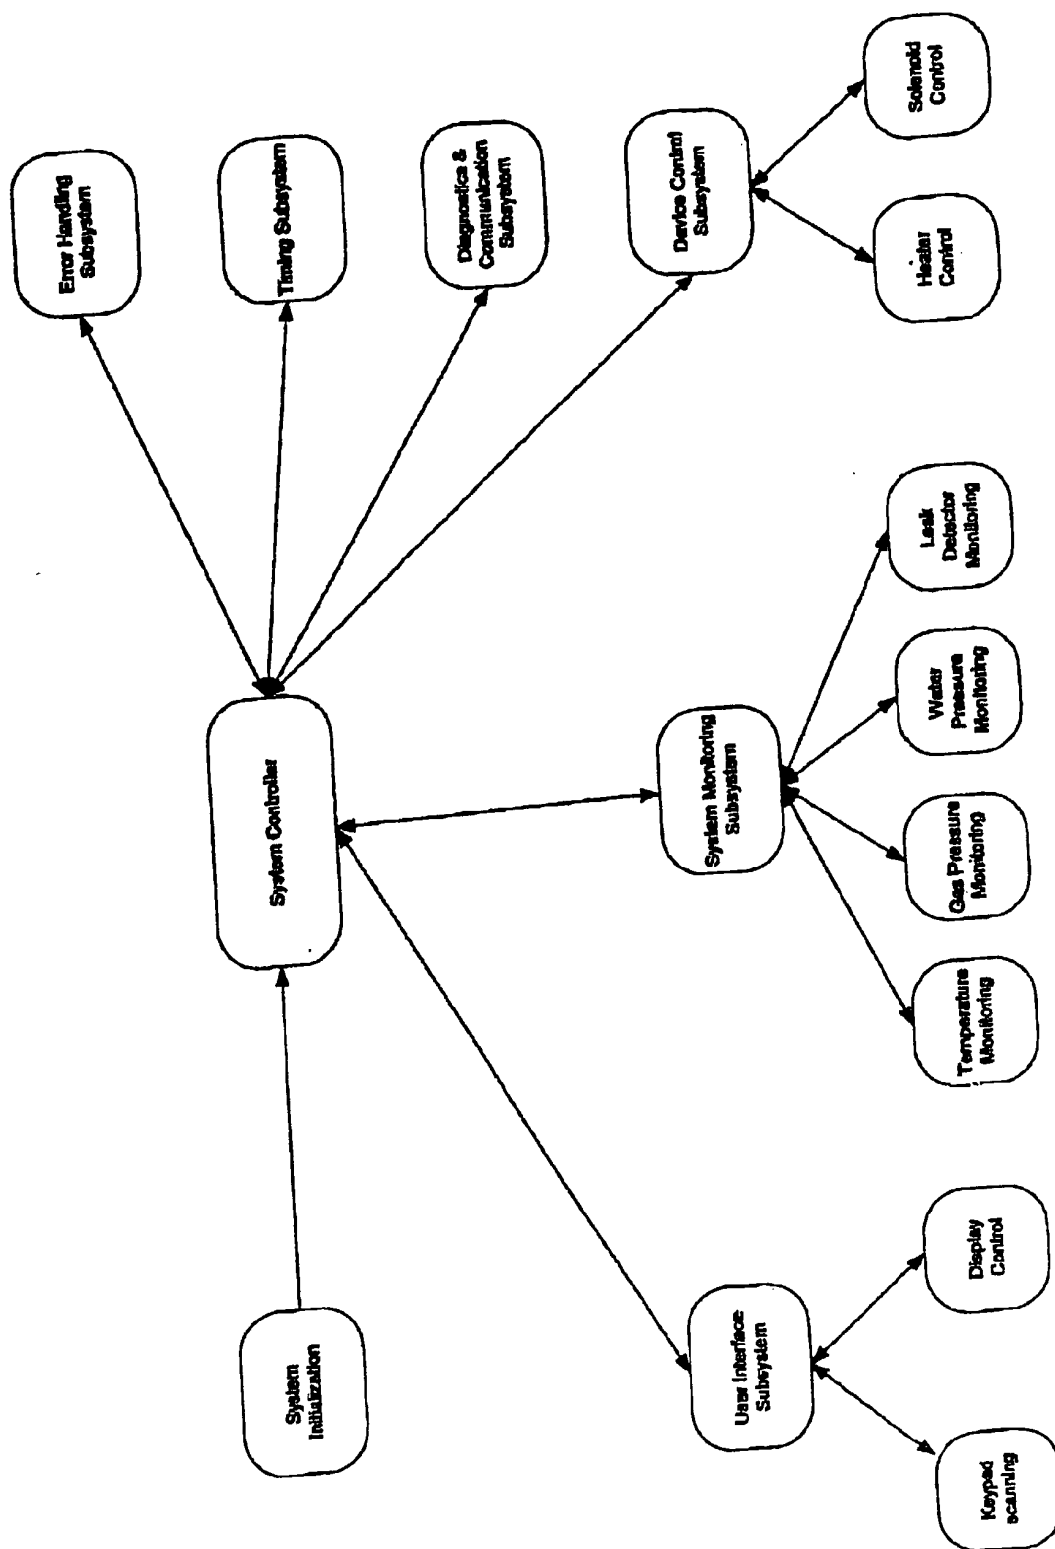 System
Initialization
System Controller
Error Handling
Subsystem
Timing Subsystem
Diagnostics &
Communication
Subsystem
Device Control
Subsystem
User Interface
Subsystem
System Monitoring
Subsystem
Keypad
scanning
Display
Control
Temperature
Monitoring
Gas Pressure
Monitoring
Water
Pressure
Monitoring
Leak
Detector
Monitoring
Heater
Control
Solenoid
Control